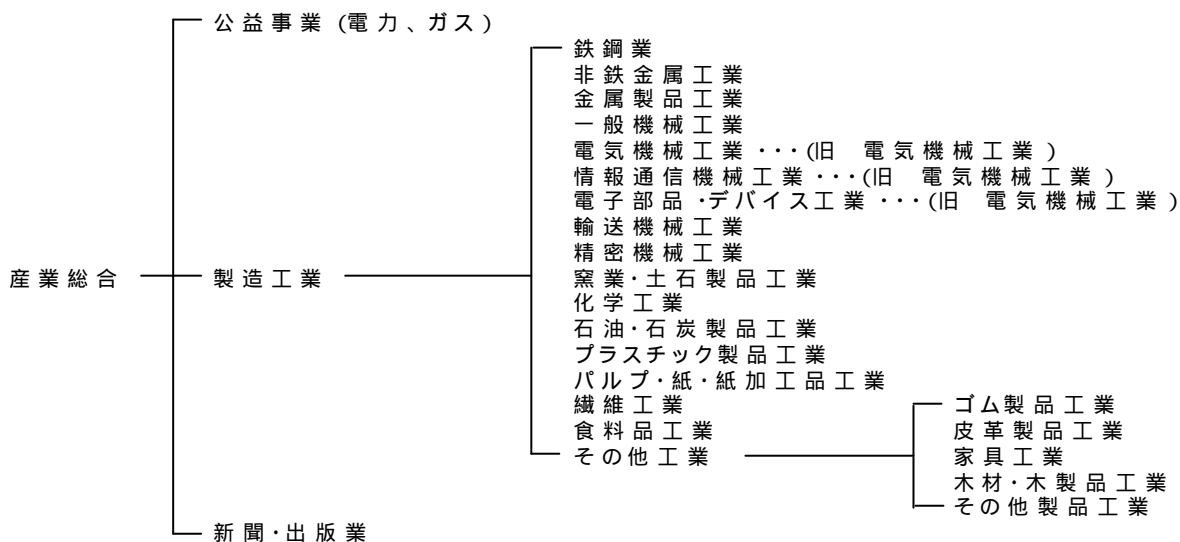 公益事業 (電力、ガス)
鉄鋼業
非鉄金属工業
金属製品工業
一般機械工業
電気機械工業・・・(旧 電気機械工業)
情報通信機械工業・・・(旧 電気機械工業)
電子部品・デバイス工業・・・(旧 電気機械工業)
輸送機械工業
精密機械工業
産業総合
製造工業
窯業・土石製品工業
化学工業
石油・石炭製品工業
プラスチック製品工業
パルプ・紙・紙加工品工業
繊維工業
食料品工業
その他工業
ゴム製品工業
皮革製品工業
家具工業
木材・木製品工業
その他製品工業
新聞・出版業